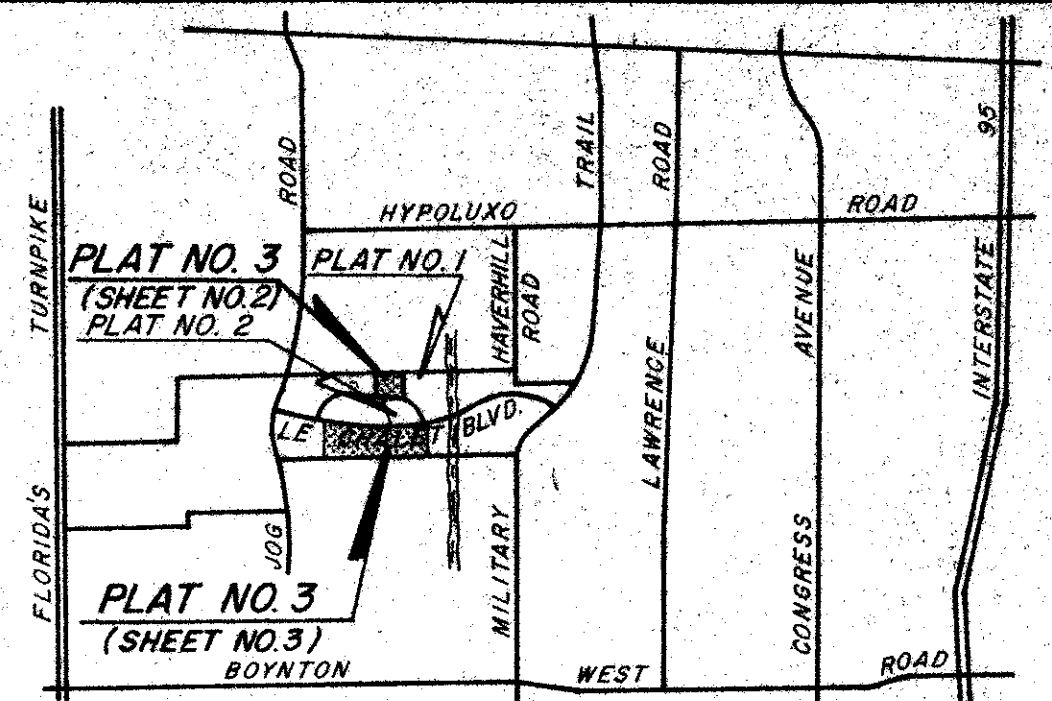 FLORIDA'S TURNPIKE
JOG ROAD
MILITARY TRAIL
LAWRENCE ROAD
CONGRESS AVENUE
INTERSTATE 95
HYPOLUXO ROAD
HAVERHILL ROAD
PLAT NO. 3
(SHEET NO.2)
PLAT NO. 2
PLAT NO. 1
LE CHALET BLVD.
PLAT NO. 3
(SHEET NO.3)
BOYNTON WEST ROAD